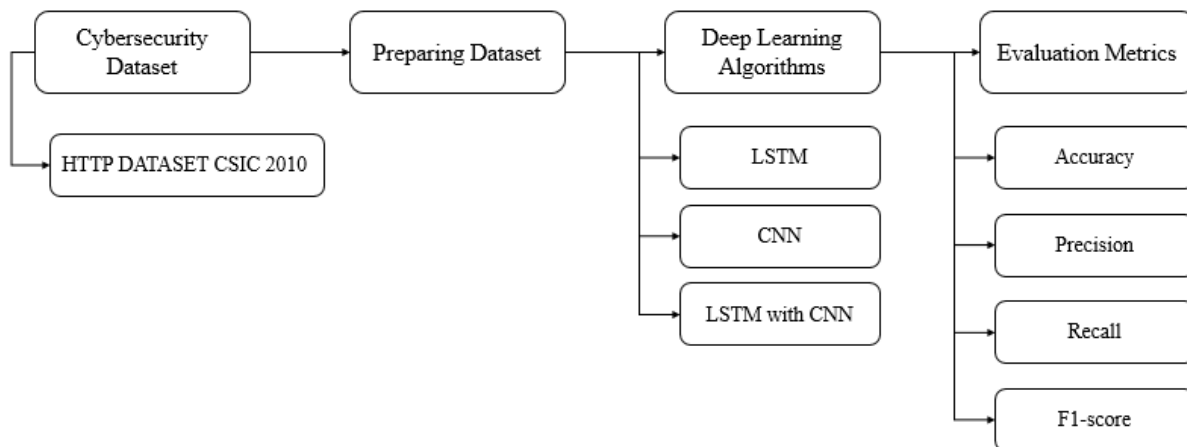 Cybersecurity
Dataset
Preparing Dataset
Deep Learning
Algorithms
Evaluation Metrics
HTTP DATASET CSIC 2010
LSTM
CNN
LSTM with CNN
Accuracy
Precision
Recall
F1-score